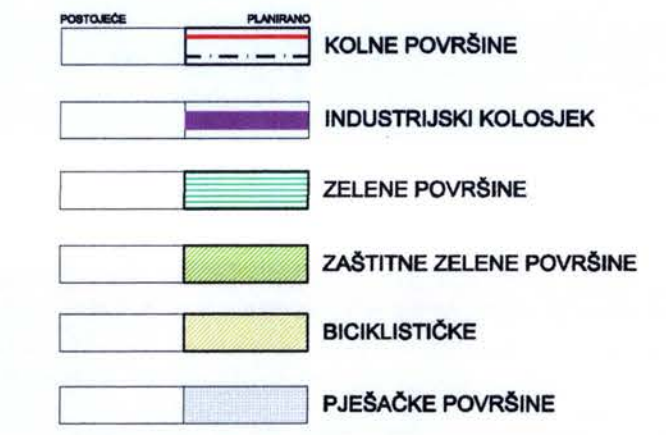 POSTOJEĆE PLANIRANO
KOLNE POVRŠINE
INDUSTRIJSKI KOLOSJEK
ZELENE POVRŠINE
ZAŠTITNE ZELENE POVRŠINE
BICIKLISTIČKE
PJEŠAČKE POVRŠINE